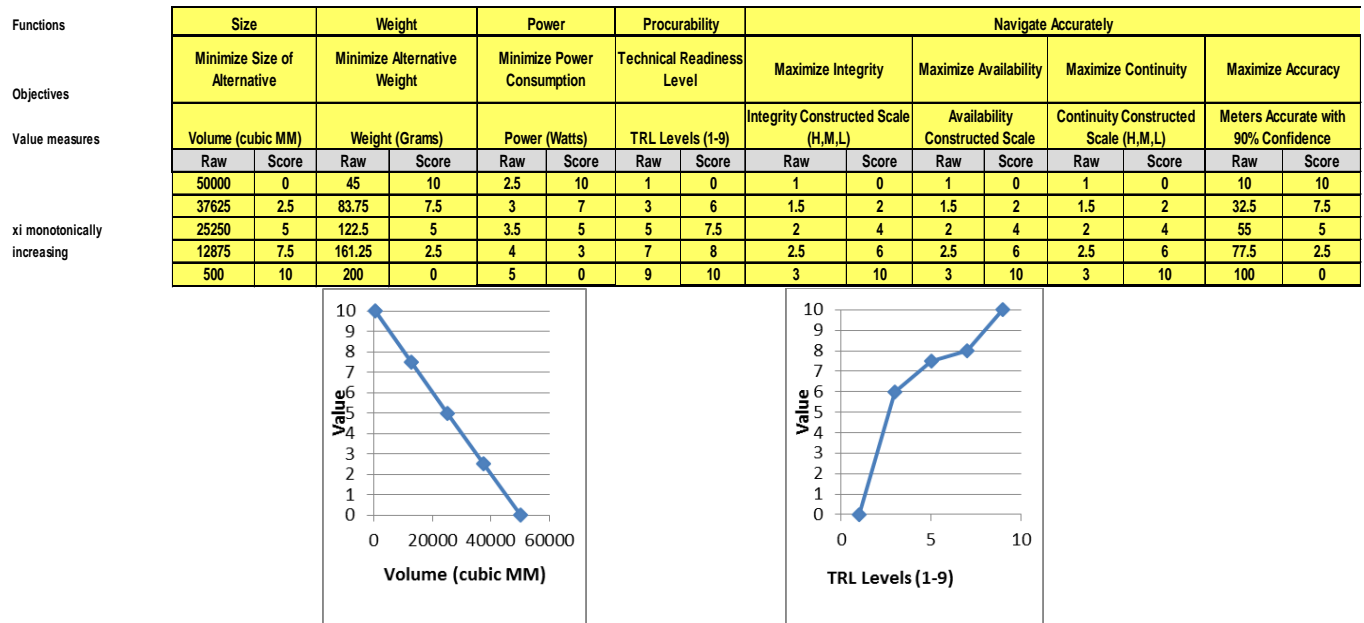 Functions Size Weight Power Procurability Navigate Accurately
Minimize Size of Alternative Minimize Alternative Weight Minimize Power Consumption Technical Readiness Level Maximize Integrity Maximize Availability Maximize Continuity Maximize Accuracy
Objectives
Value measures Volume (cubic MM) Weight (Grams) Power (Watts) TRL Levels (1-9) Integrity Constructed Scale (H,M,L) Availability Constructed Scale Continuity Constructed Scale (H,M,L) Meters Accurate with 90% Confidence
Raw Score Raw Score Raw Score Raw Score Raw Score Raw Score Raw Score Raw Score
50000 0 45 10 2.5 10 1 0 1 0 1 0 1 0 10 10
37625 2.5 83.75 7.5 3 7 3 6 1.5 2 1.5 2 1.5 2 32.5 7.5
xi monotonically increasing
25250 5 122.5 5 3.5 5 5 7.5 2 4 2 4 2 4 55 5
12875 7.5 161.25 2.5 4 3 7 8 2.5 6 2.5 6 2.5 6 77.5 2.5
500 10 200 0 5 0 9 10 3 10 3 10 3 10 100 0
10
9
8
7
6
5
4
3
2
1
0
Value
0 20000 40000 60000
Volume (cubic MM)
10
9
8
7
6
5
4
3
2
1
0
Value
0 5 10
TRL Levels (1-9)